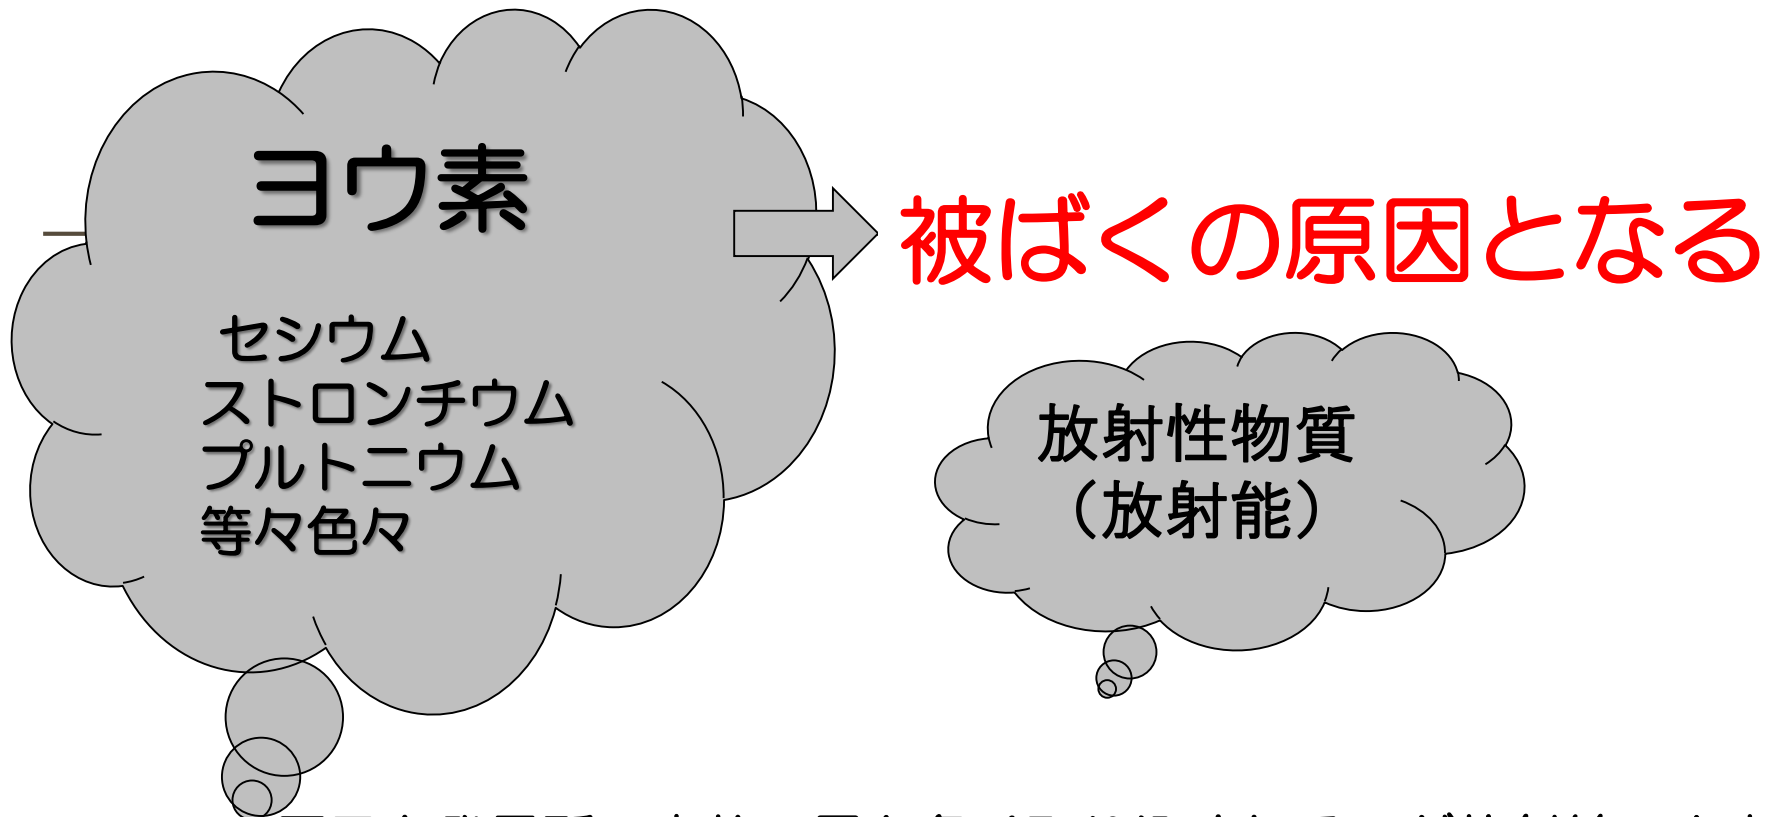 ヨウ素
被ばくの原因となる
セシウム
ストロンチウム
プルトニウム
等々色々
放射性物質
（放射能）